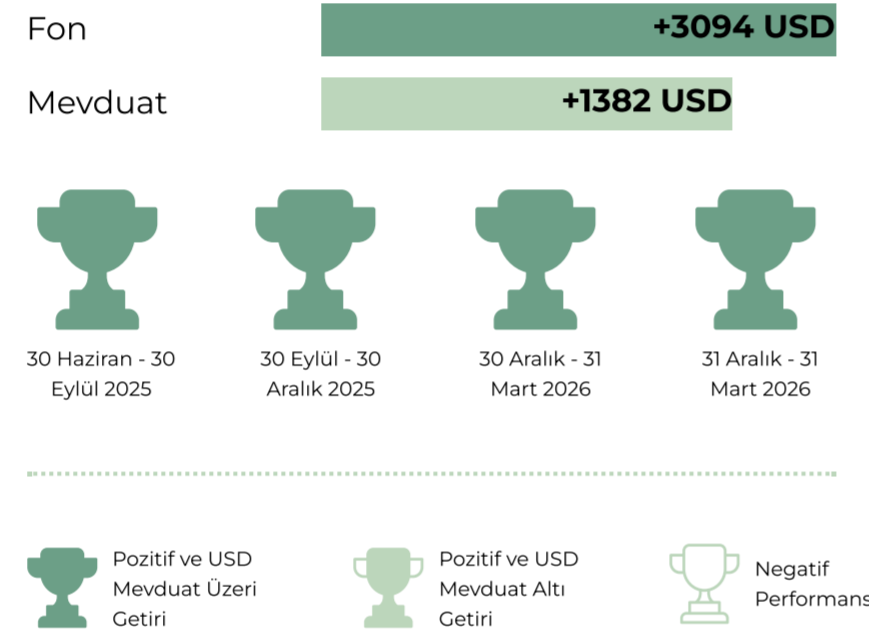 Fon
+3094 USD
Mevduat
+1382 USD
30 Haziran - 30
Eylül 2025
30 Eylül - 30
Aralık 2025
30 Aralık - 31
Mart 2026
31 Aralık - 31
Mart 2026
Pozitif ve USD
Mevduat Üzeri
Getiri
Pozitif ve USD
Mevduat Altı
Getiri
Negatif
Performans